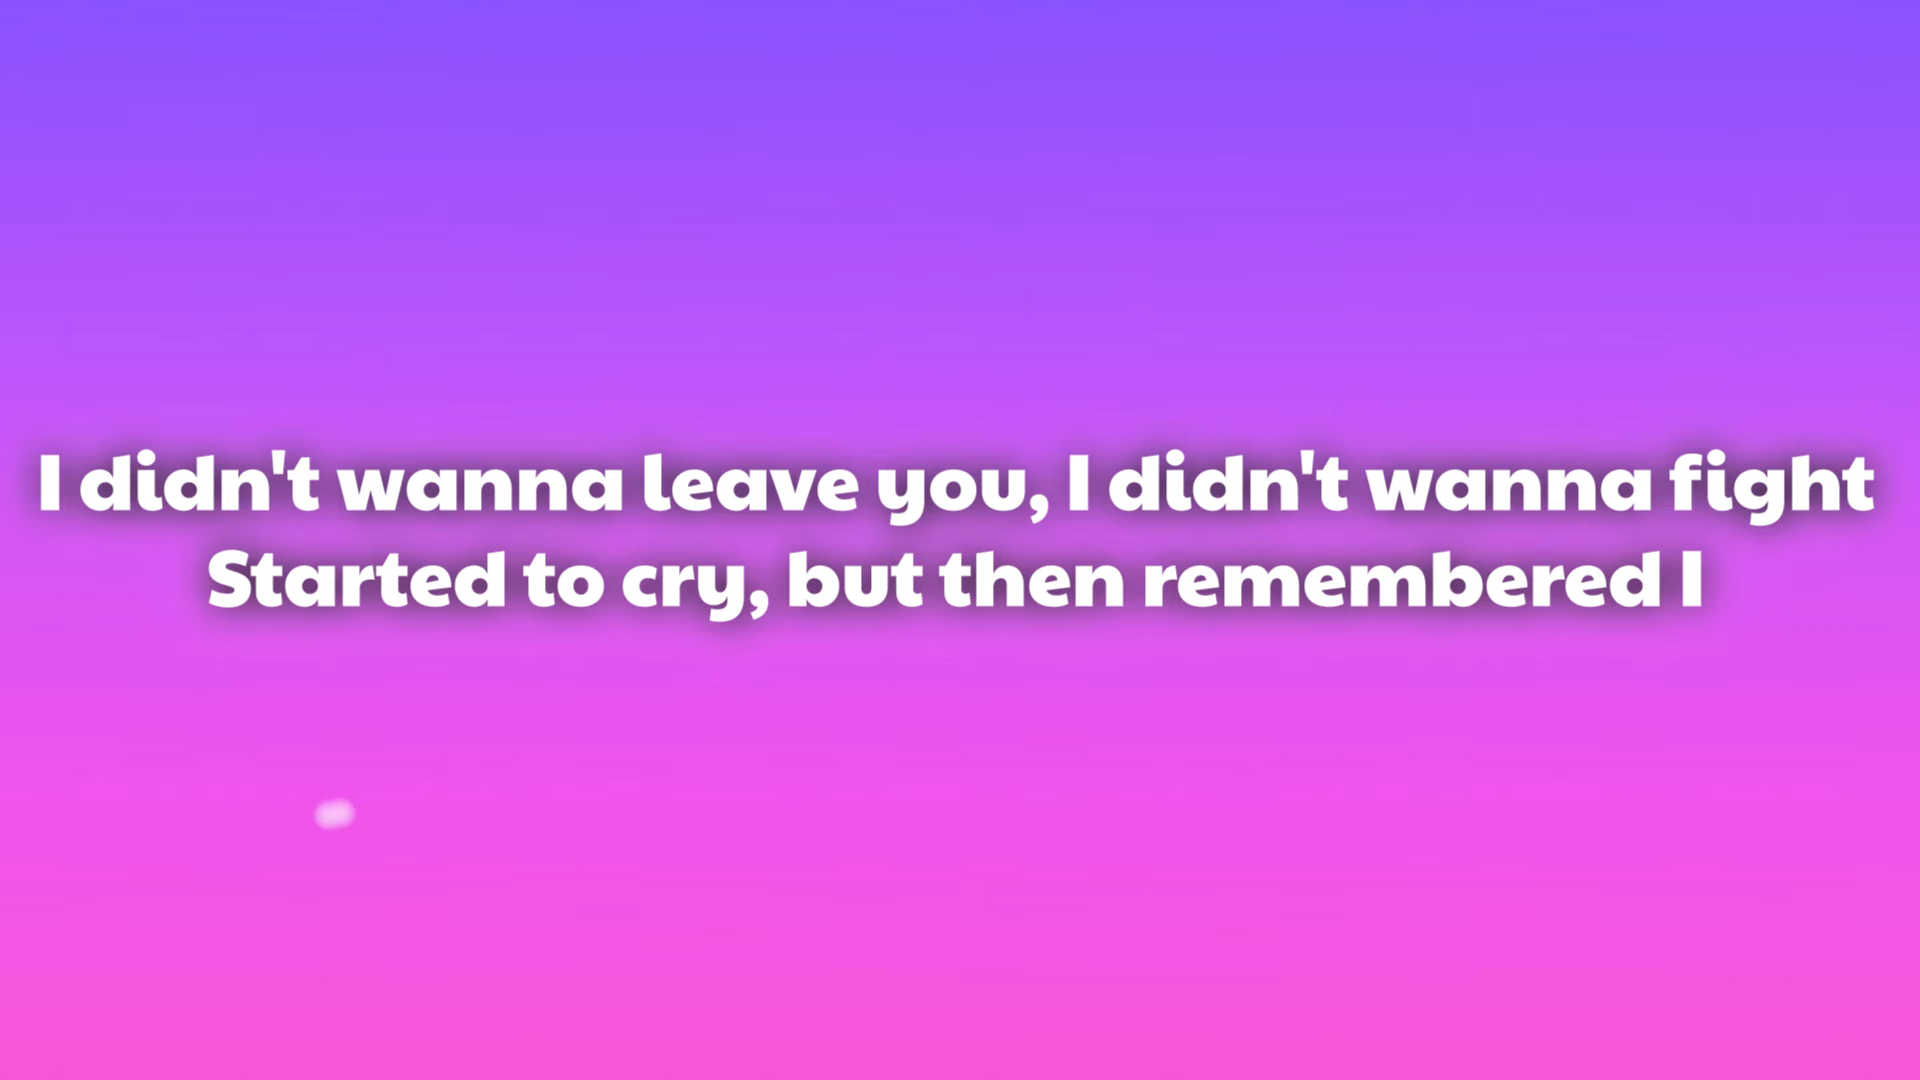 I didn't wanna leave you, I didn't wanna fight
Started to cry, but then remembered I